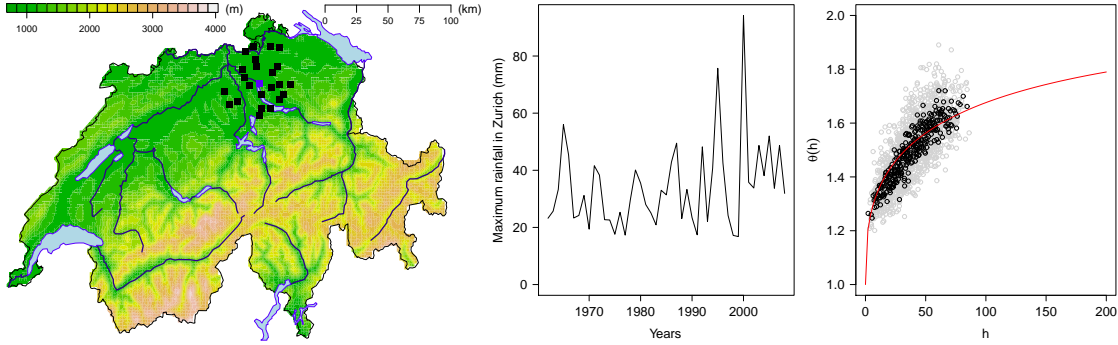 1000 2000 3000 4000 (m)
(km)
0 25 50 75 100
Maximum rainfall in Zurich (mm)
0 20 40 60 80
1970 1980 1990 2000
Years
θ(h)
1.0 1.2 1.4 1.6 1.8 2.0
0 50 100 150 200
h